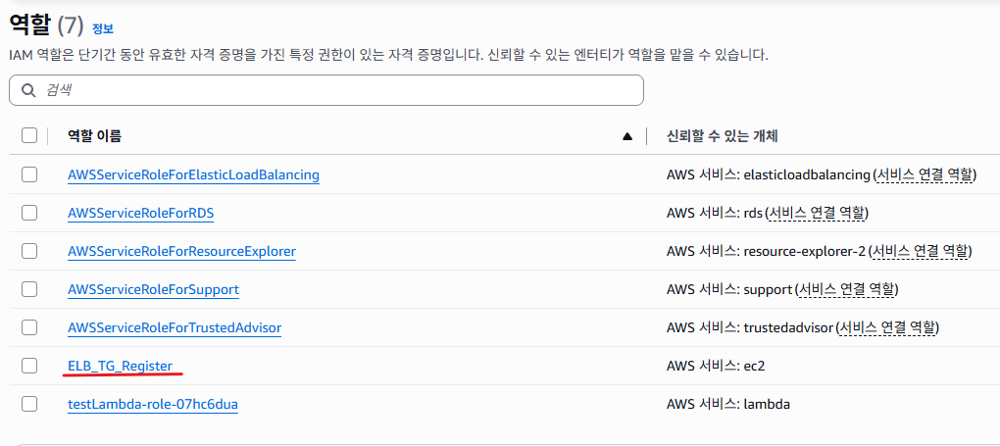 역할 (7) 정보
IAM 역할은 단기간 동안 유효한 자격 증명을 가진 특정 권한이 있는 자격 증명입니다. 신뢰할 수 있는 엔터티가 역할을 맡을 수 있습니다.
검색
역할 이름 ▲ 신뢰할 수 있는 개체
AWSServiceRoleForElasticLoadBalancing AWS 서비스: elasticloadbalancing (서비스 연결 역할)
AWSServiceRoleForRDS AWS 서비스: rds (서비스 연결 역할)
AWSServiceRoleForResourceExplorer AWS 서비스: resource-explorer-2 (서비스 연결 역할)
AWSServiceRoleForSupport AWS 서비스: support (서비스 연결 역할)
AWSServiceRoleForTrustedAdvisor AWS 서비스: trustedadvisor (서비스 연결 역할)
ELB_TG_Register AWS 서비스: ec2
testLambda-role-07hc6dua AWS 서비스: lambda